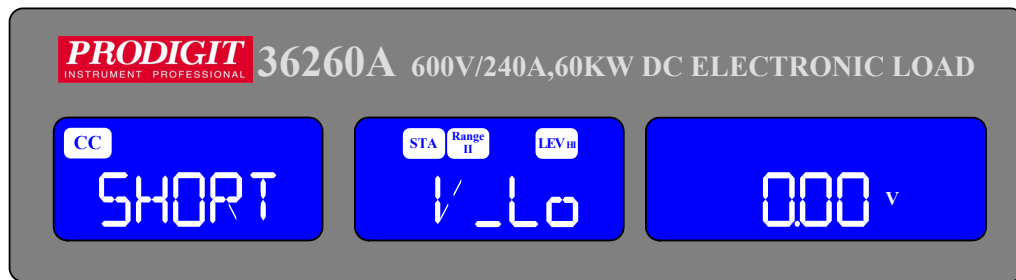 PRODIGIT
INSTRUMENT PROFESSIONAL
36260A 600V/240A,60KW DC ELECTRONIC LOAD
CC
SHORT
STA Range II LEV HI
V_Lo
0.00 V